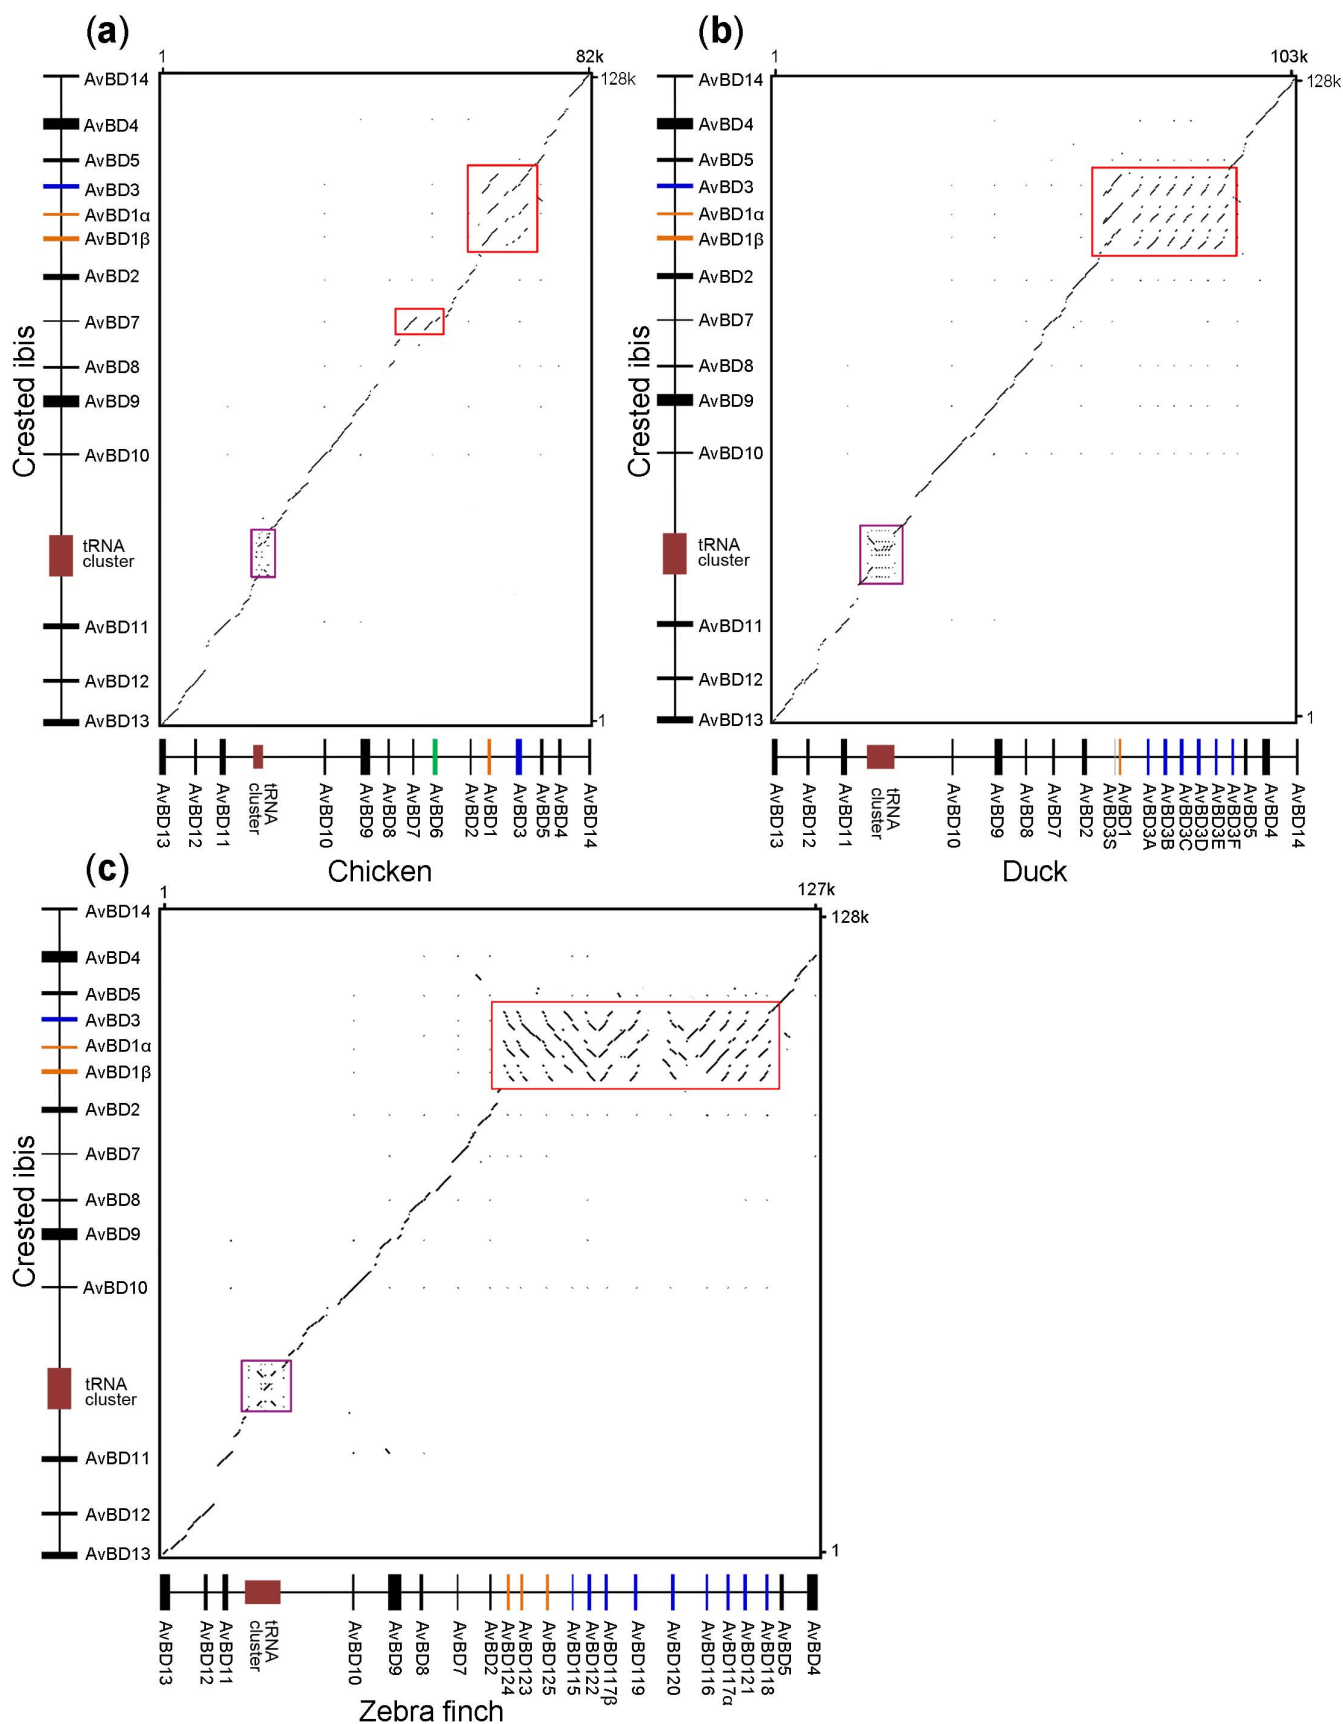 (a)
1
82k
128k
AvBD14
AvBD4
AvBD5
AvBD3
AvBD1α
AvBD1β
AvBD2
AvBD7
AvBD8
AvBD9
AvBD10
tRNA
cluster
AvBD11
AvBD12
AvBD13
1
Crested ibis
AvBD13
AvBD12
AvBD11
tRNA
cluster
AvBD10
AvBD9
AvBD8
AvBD7
AvBD6
AvBD2
AvBD1
AvBD3
AvBD5
AvBD4
AvBD14
Chicken
(b)
1
103k
128k
AvBD14
AvBD4
AvBD5
AvBD3
AvBD1α
AvBD1β
AvBD2
AvBD7
AvBD8
AvBD9
AvBD10
tRNA
cluster
AvBD11
AvBD12
AvBD13
1
Crested ibis
AvBD13
AvBD12
AvBD11
tRNA
cluster
AvBD10
AvBD9
AvBD8
AvBD7
AvBD2
AvBD3S
AvBD1
AvBD3A
AvBD3B
AvBD3C
AvBD3D
AvBD3E
AvBD3F
AvBD5
AvBD4
AvBD14
Duck
(c)
1
127k
128k
AvBD14
AvBD4
AvBD5
AvBD3
AvBD1α
AvBD1β
AvBD2
AvBD7
AvBD8
AvBD9
AvBD10
tRNA
cluster
AvBD11
AvBD12
AvBD13
1
Crested ibis
AvBD13
AvBD12
AvBD11
tRNA
cluster
AvBD10
AvBD9
AvBD8
AvBD7
AvBD2
AvBD124
AvBD123
AvBD125
AvBD115
AvBD122
AvBD117β
AvBD119
AvBD120
AvBD116
AvBD117α
AvBD121
AvBD118
AvBD5
AvBD4
Zebra finch